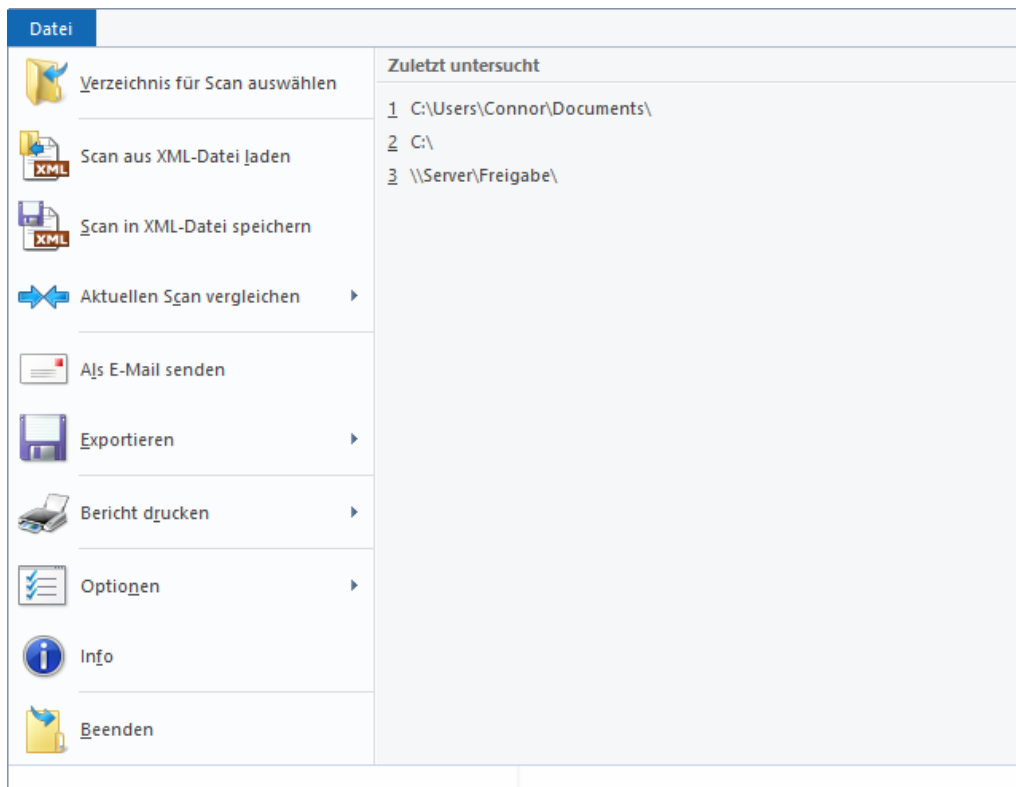 Datei
Verzeichnis für Scan auswählen
XML
Scan aus XML-Datei laden
XML
Scan in XML-Datei speichern
Aktuellen Scan vergleichen
Als E-Mail senden
Exportieren
Bericht drucken
Optionen
Info
Beenden
Zuletzt untersucht
1 C:\Users\Connor\Documents\
2 C:\
3 \\Server\Freigabe\